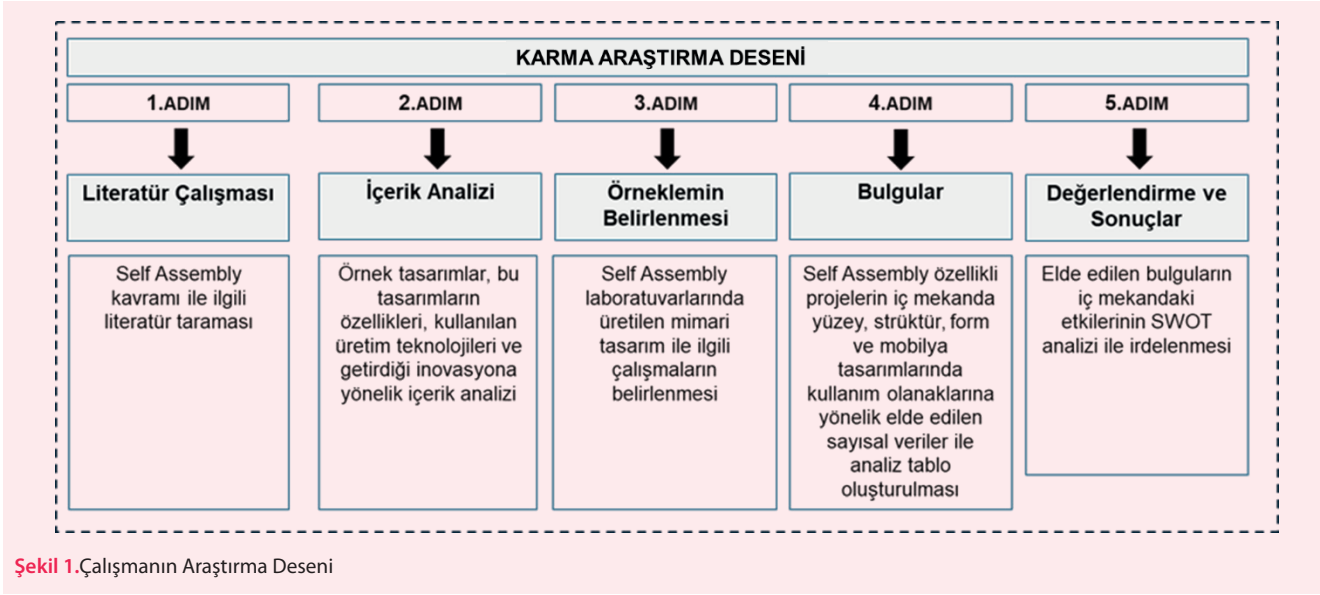 KARMA ARAŞTIRMA DESENİ
1.ADIM
2.ADIM
3.ADIM
4.ADIM
5.ADIM
Literatür Çalışması
İçerik Analizi
Örneklemin
Belirlenmesi
Bulgular
Değerlendirme ve
Sonuçlar
Self Assembly
kavramı ile ilgili
literatür taraması
Örnek tasarımlar, bu
tasarımların
özellikleri, kullanılan
üretim teknolojileri ve
getirdiği inovasyona
yönelik içerik analizi
Self Assembly
laboratuvarlarında
üretilen mimari
tasarım ile ilgili
çalışmaların
belirlenmesi
Self Assembly özellikli
projelerin iç mekanda
yüzey, strüktür, form
ve mobilya
tasarımlarında
kullanım olanaklarına
yönelik elde edilen
sayısal veriler ile
analiz tablo
oluşturulması
Elde edilen bulguların
iç mekandaki
etkilerinin SWOT
analizi ile irdelenmesi
Şekil 1.Çalışmanın Araştırma Deseni